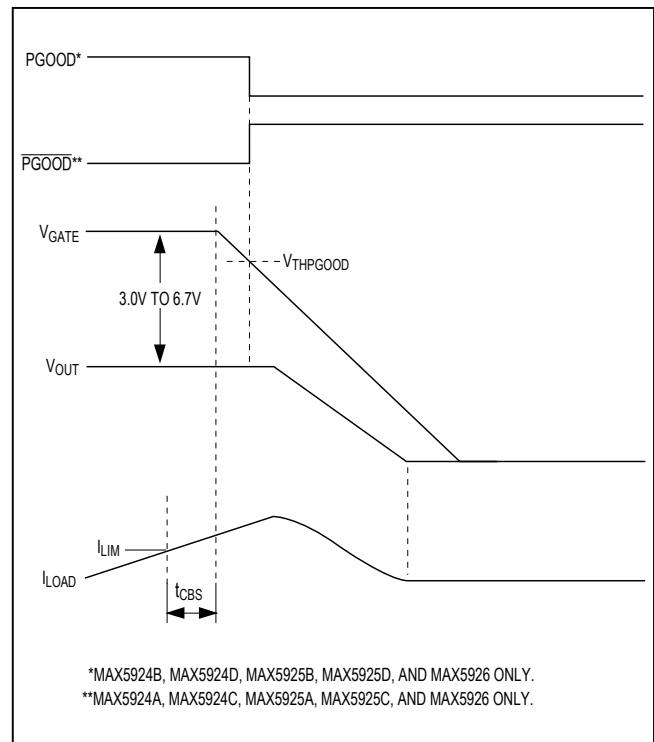 PGOOD*
PGOOD**
VGATE
VTHPGOOD
3.0V TO 6.7V
VOUT
ILIM
ILOAD
tCBS
*MAX5924B, MAX5924D, MAX5925B, MAX5925D, AND MAX5926 ONLY.
**MAX5924A, MAX5924C, MAX5925A, MAX5925C, AND MAX5926 ONLY.